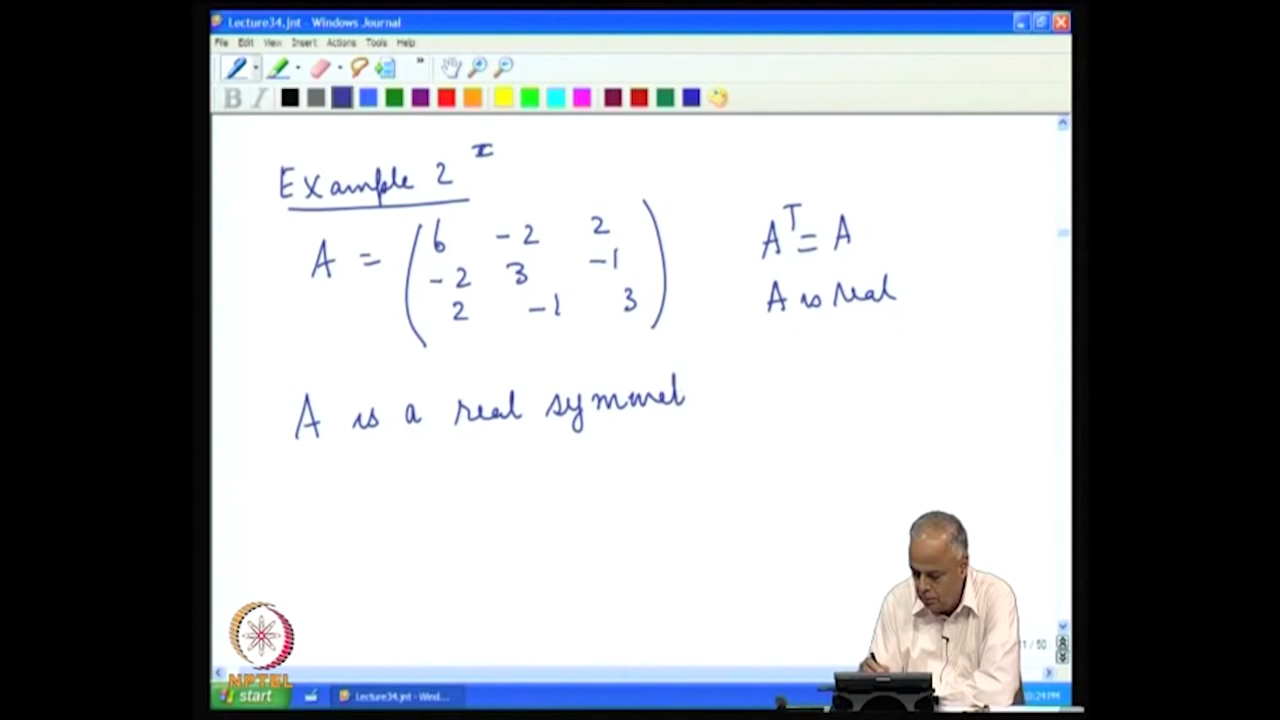 Lecture34.jnt - Windows Journal
File Edit View Insert Actions Tools Help
B I
Example 2
A = ( 6 -2 2
-2 3 -1
2 -1 3 )
A^T = A
A is real
A is a real symmet
NPTEL
start Lecture34.jnt - Wind...